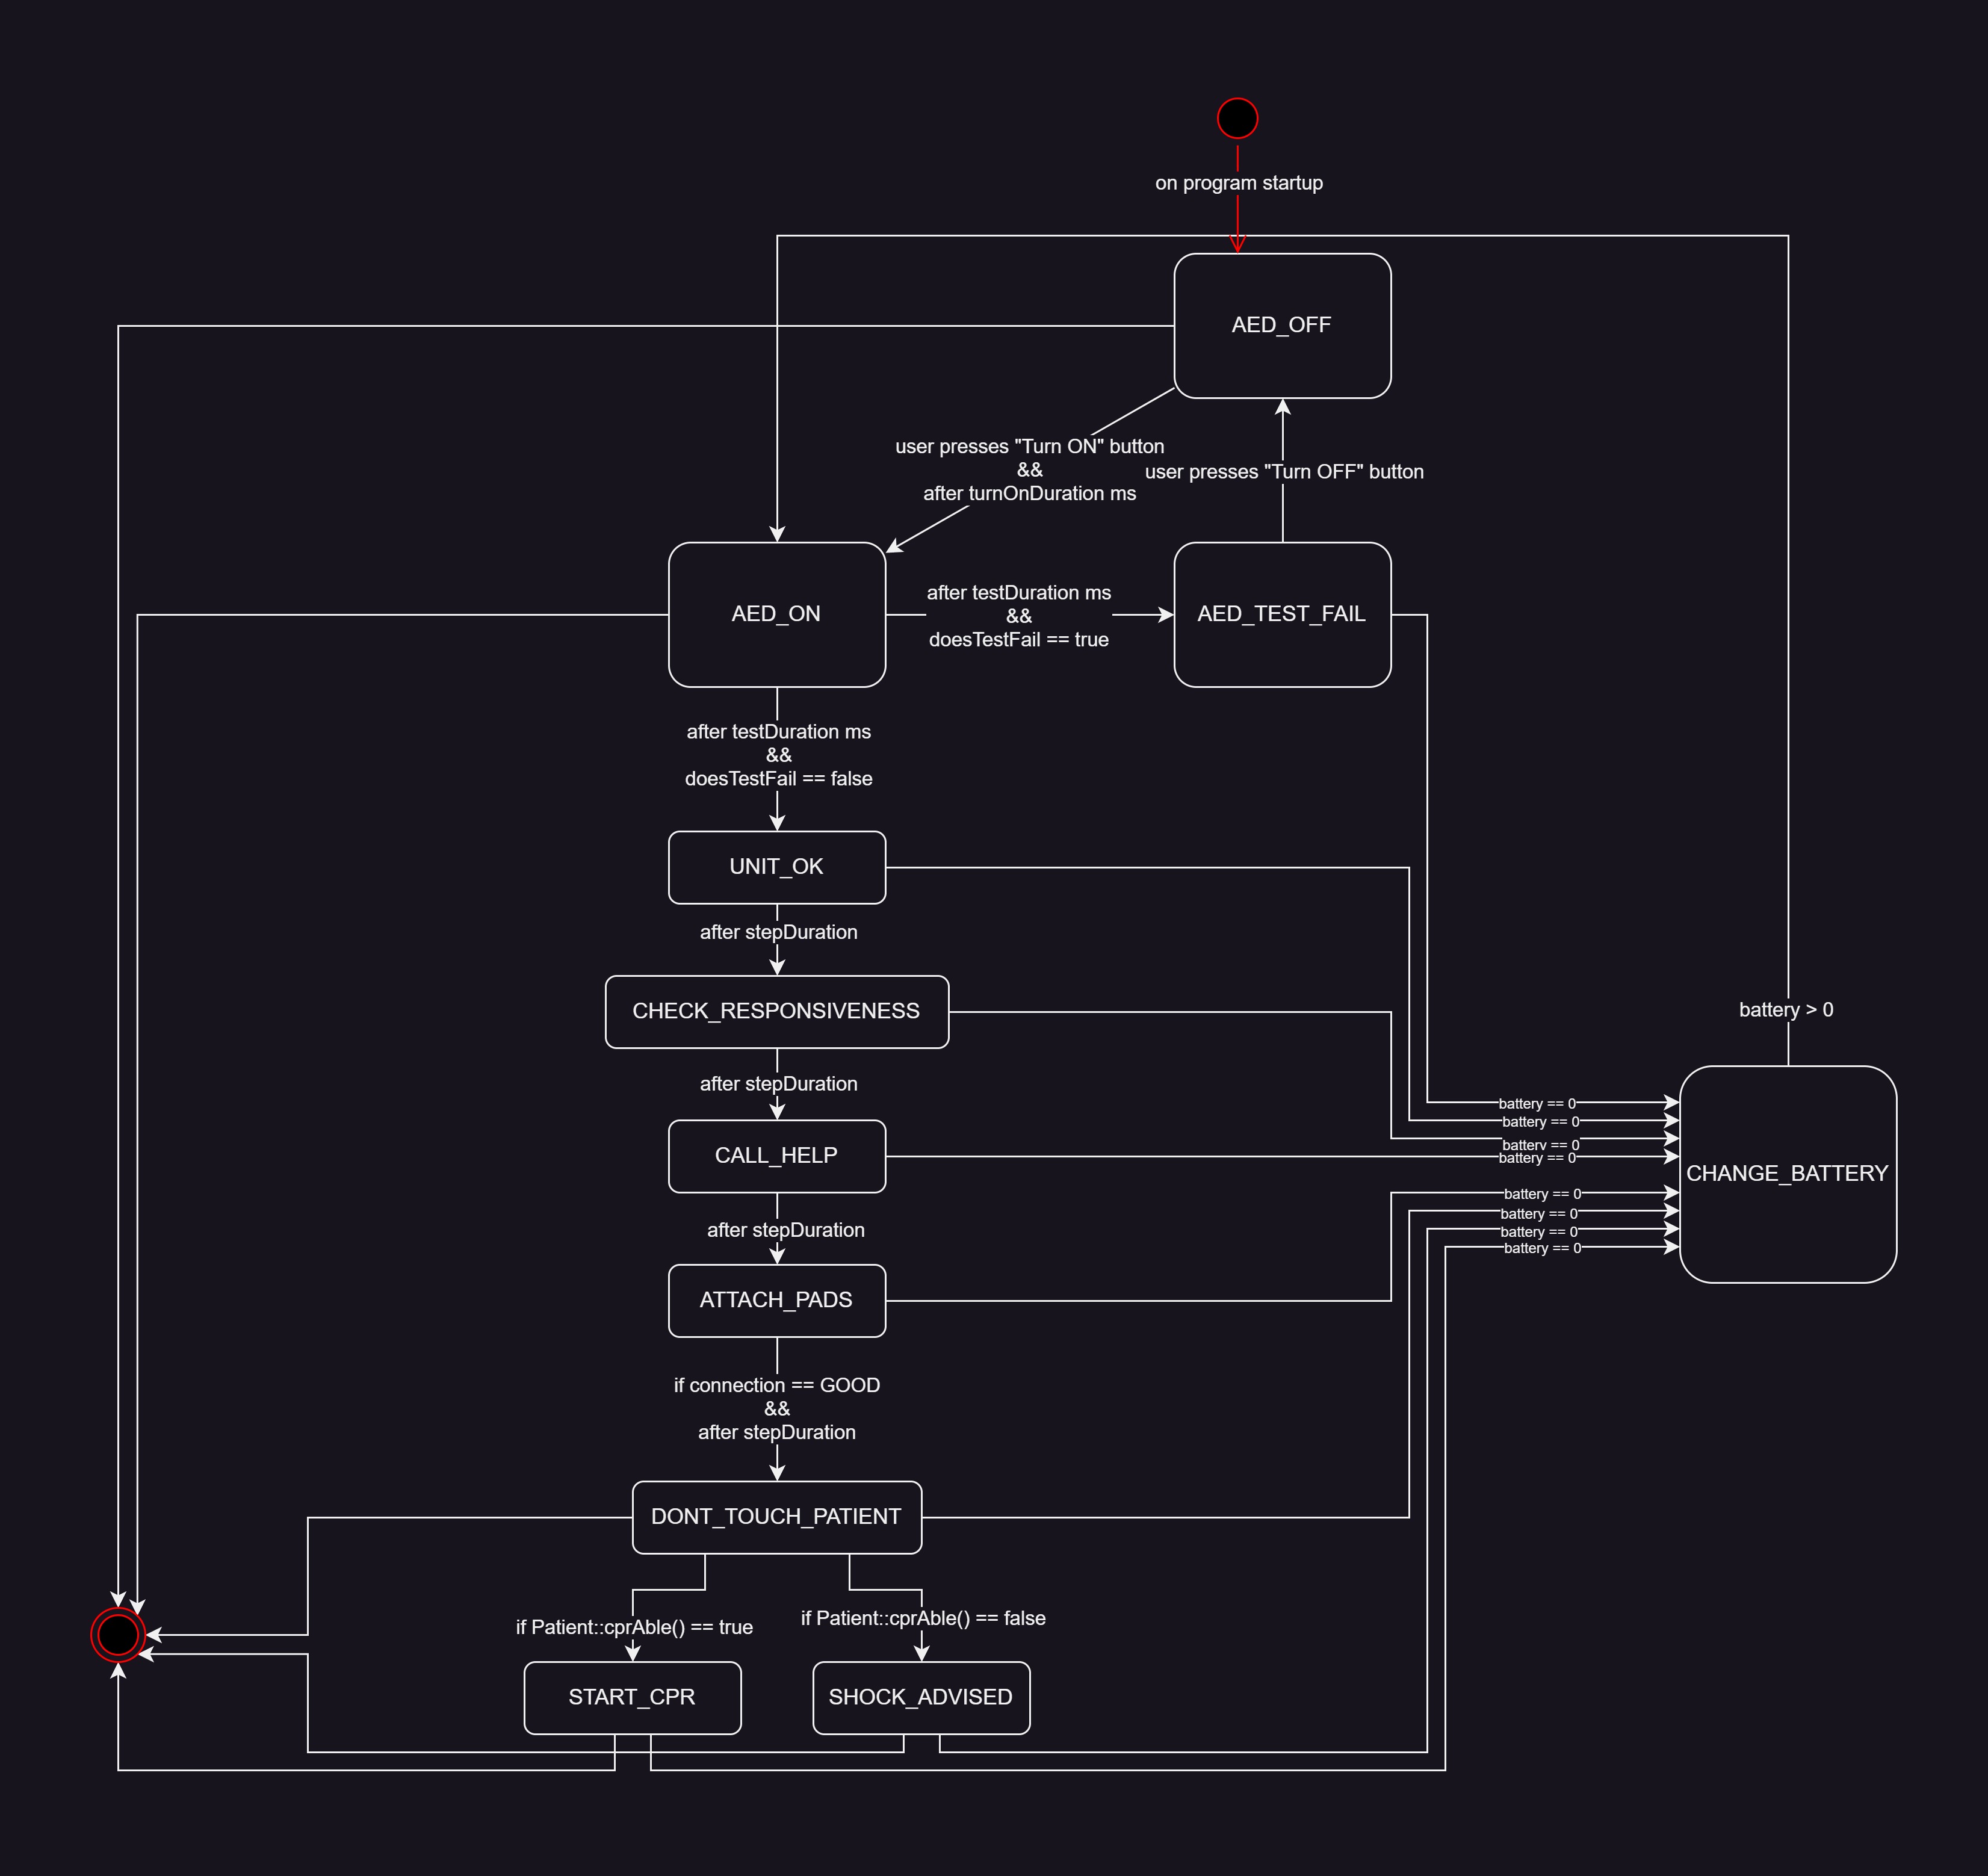 on program startup
AED_OFF
user presses "Turn ON" button
&&
after turnOnDuration ms
user presses "Turn OFF" button
AED_ON
after testDuration ms
&&
doesTestFail == true
AED_TEST_FAIL
after testDuration ms
&&
doesTestFail == false
UNIT_OK
after stepDuration
CHECK_RESPONSIVENESS
battery > 0
after stepDuration
battery == 0
battery == 0
battery == 0
battery == 0
CALL_HELP
CHANGE_BATTERY
battery == 0
battery == 0
battery == 0
battery == 0
after stepDuration
ATTACH_PADS
if connection == GOOD
&&
after stepDuration
DONT_TOUCH_PATIENT
if Patient::cprAble() == true
if Patient::cprAble() == false
START_CPR
SHOCK_ADVISED